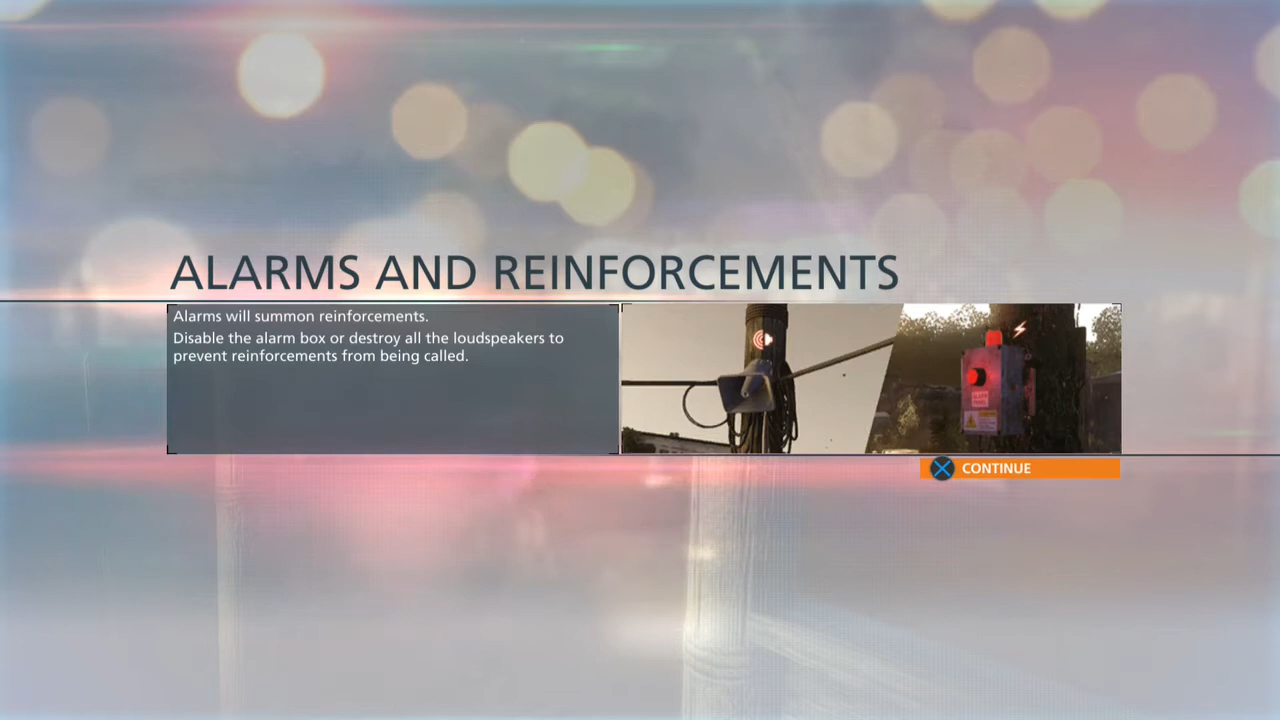 ALARMS AND REINFORCEMENTS
Alarms will summon reinforcements.
Disable the alarm box or destroy all the loudspeakers to
prevent reinforcements from being called.
CONTINUE